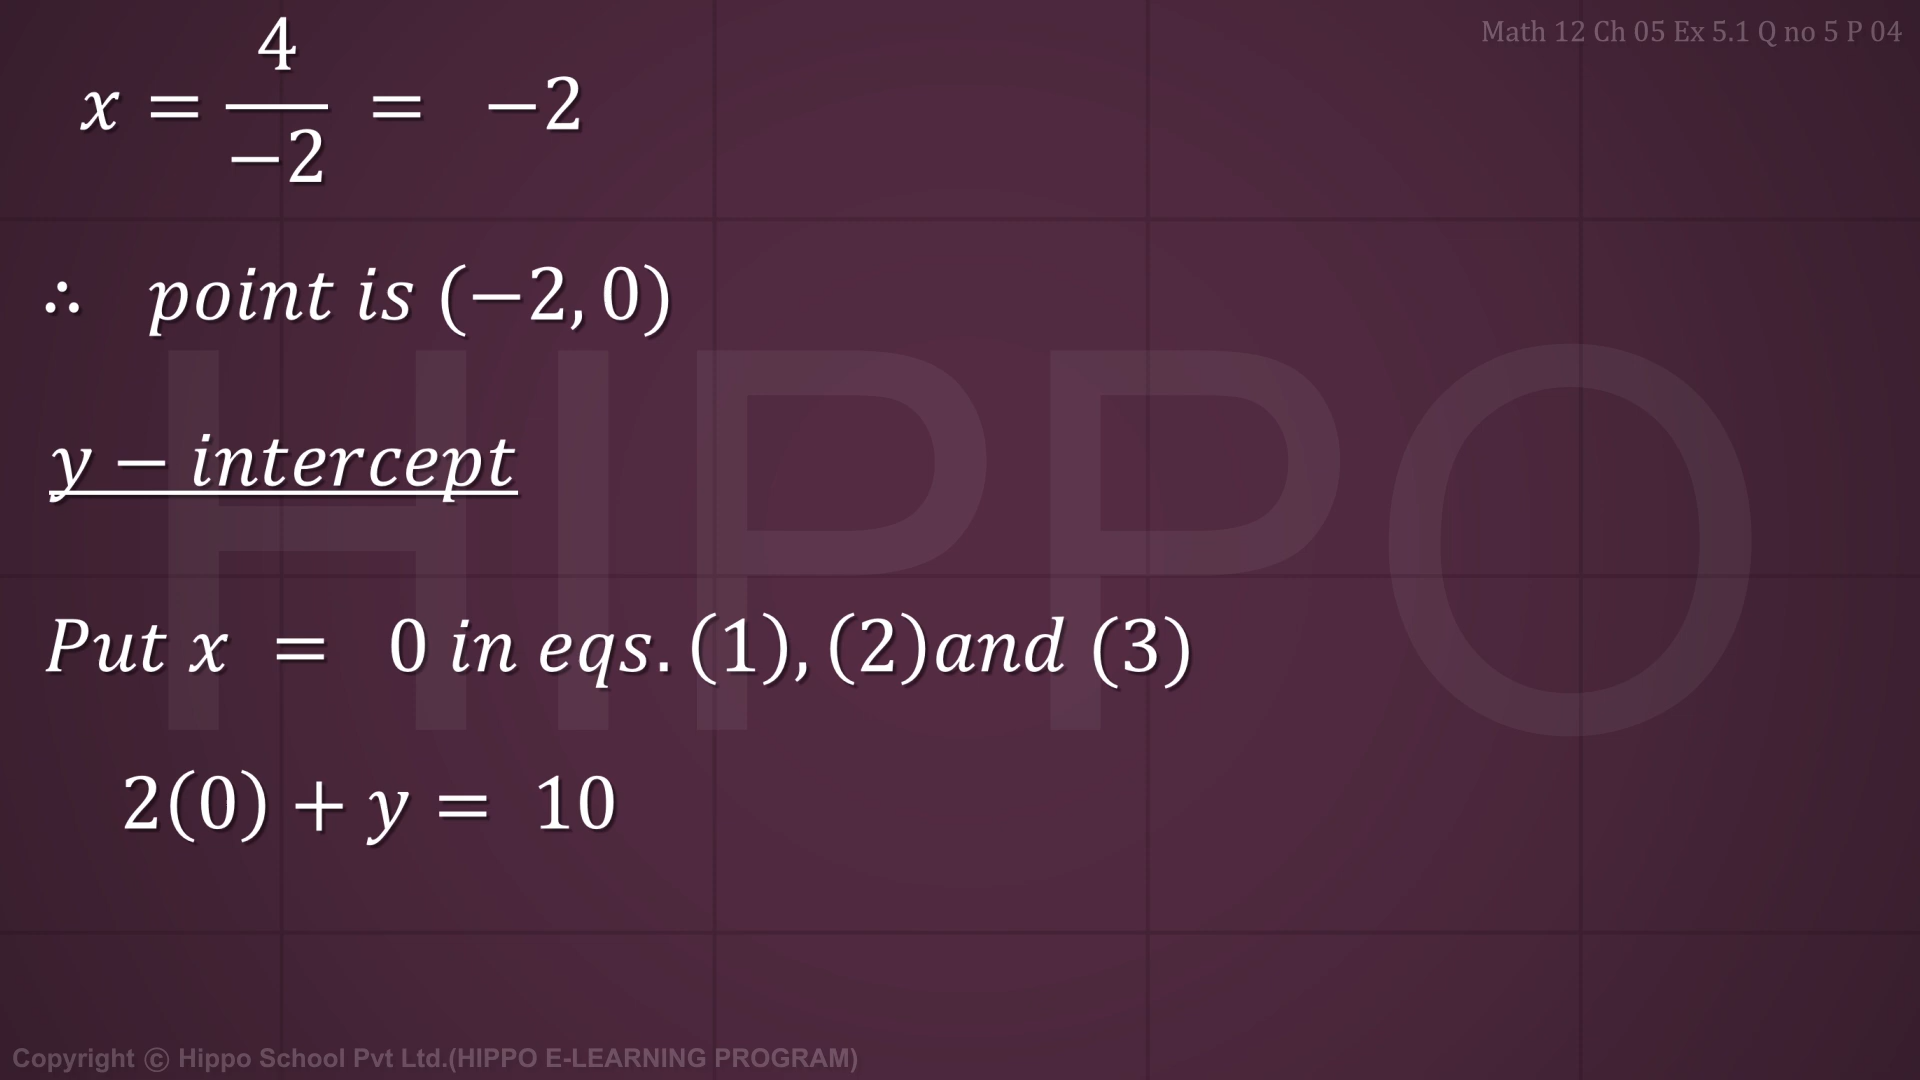 Math 12 Ch 05 Ex 5.1 Q no 5 P 04
x = 4/−2 = −2
∴ point is (−2, 0)
y − intercept
Put x = 0 in eqs. (1), (2)and (3)
2(0) + y = 10
HIPPO
Copyright © Hippo School Pvt Ltd.(HIPPO E-LEARNING PROGRAM)